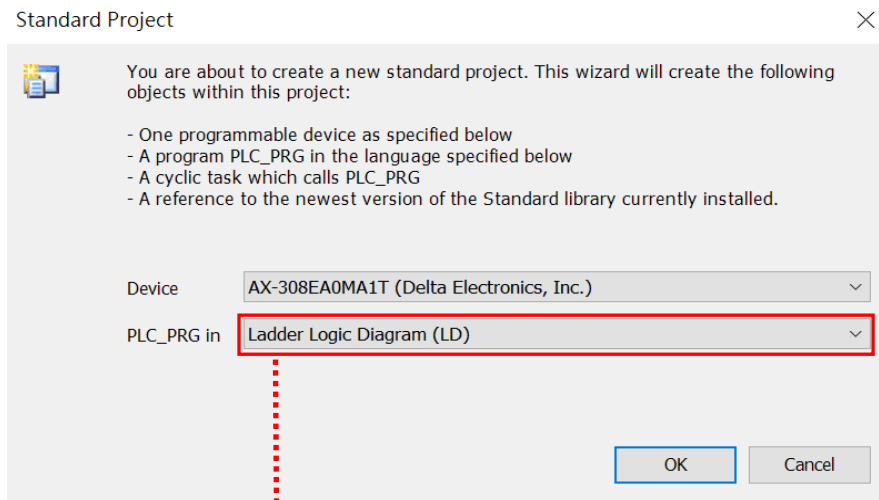 Standard Project
You are about to create a new standard project. This wizard will create the following
objects within this project:
- One programmable device as specified below
- A program PLC_PRG in the language specified below
- A cyclic task which calls PLC_PRG
- A reference to the newest version of the Standard library currently installed.
Device AX-308EA0MA1T (Delta Electronics, Inc.)
PLC_PRG in Ladder Logic Diagram (LD)
OK Cancel